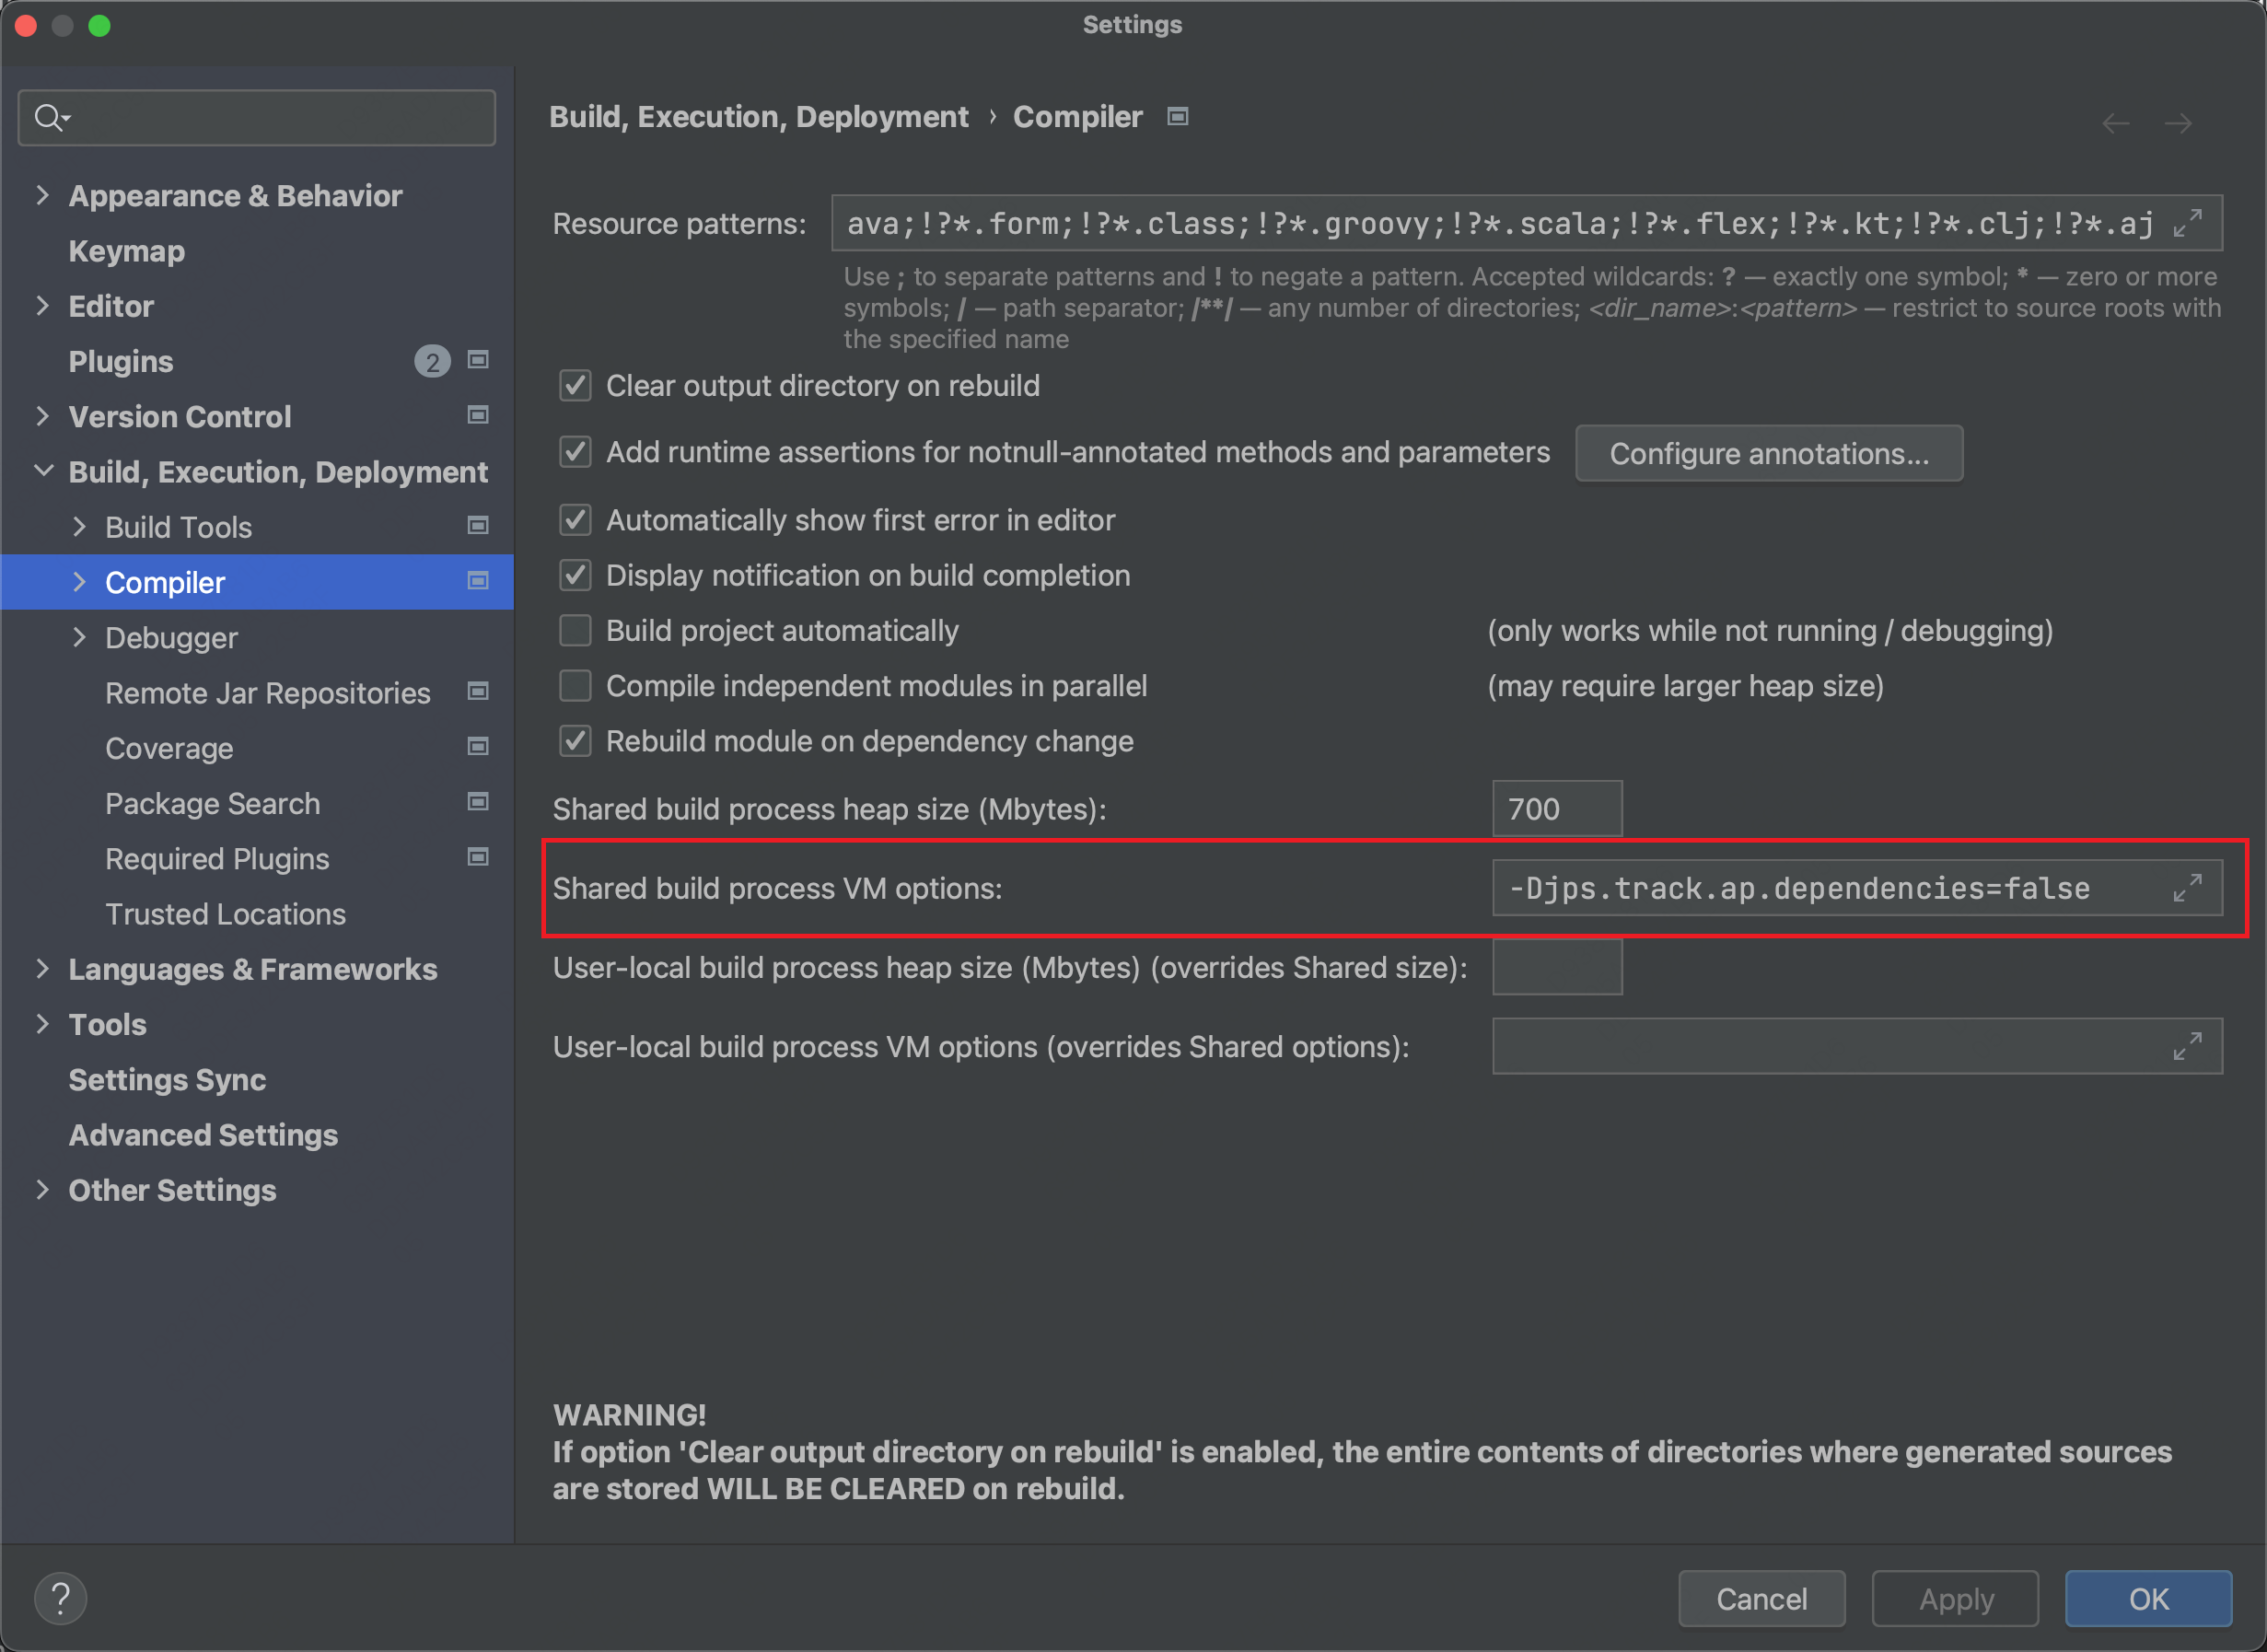 Settings
Appearance & Behavior
Keymap
Editor
Plugins 2
Version Control
Build, Execution, Deployment
Build Tools
Compiler
Debugger
Remote Jar Repositories
Coverage
Package Search
Required Plugins
Trusted Locations
Languages & Frameworks
Tools
Settings Sync
Advanced Settings
Other Settings
Build, Execution, Deployment › Compiler
Resource patterns: ava;!?*.form;!?*.class;!?*.groovy;!?*.scala;!?*.flex;!?*.kt;!?*.clj;!?*.aj
Use ; to separate patterns and ! to negate a pattern. Accepted wildcards: ? — exactly one symbol; * — zero or more
symbols; / — path separator; /**/ — any number of directories; <dir_name>:<pattern> — restrict to source roots with
the specified name
Clear output directory on rebuild
Add runtime assertions for notnull-annotated methods and parameters Configure annotations...
Automatically show first error in editor
Display notification on build completion
Build project automatically (only works while not running / debugging)
Compile independent modules in parallel (may require larger heap size)
Rebuild module on dependency change
Shared build process heap size (Mbytes): 700
Shared build process VM options: -Djps.track.ap.dependencies=false
User-local build process heap size (Mbytes) (overrides Shared size):
User-local build process VM options (overrides Shared options):
WARNING!
If option 'Clear output directory on rebuild' is enabled, the entire contents of directories where generated sources
are stored WILL BE CLEARED on rebuild.
? Cancel Apply OK